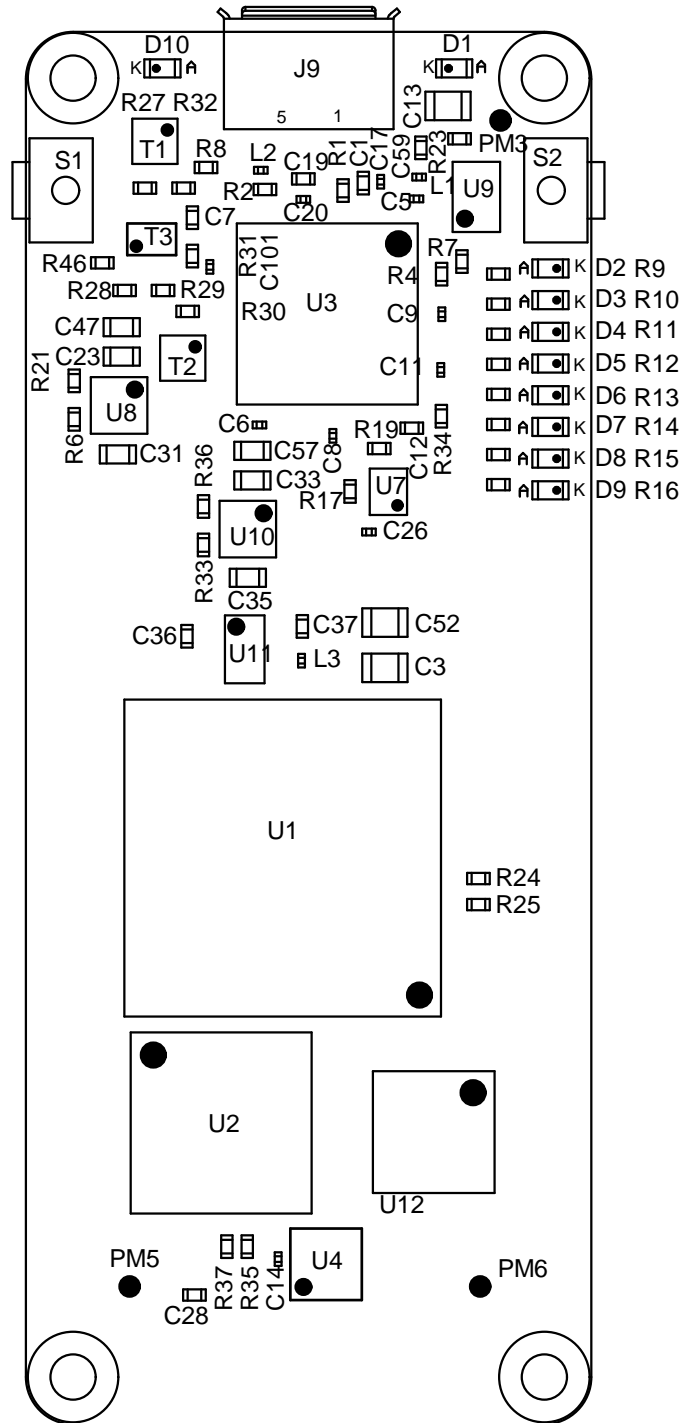 D10 D1
K A K A
J9
5 1
C13
R27 R32
PM3
T1
S1 S2
R8 L2 C19 R1 C1 C17 C59 R23
R2 C20 C5 L1 U9
C7
T3
R46 R31 C101 R4 R7
R28 R29 R30 U3 C9
A K D2 R9
A K D3 R10
A K D4 R11
A K D5 R12
A K D6 R13
A K D7 R14
A K D8 R15
A K D9 R16
C47
C23 T2 C11
R21
U8
R6 C6 C8 R19 C12 R34
C31 R36 C57
C33 R17 U7
U10 C26
R33
C35
C36 U11 C37 C52
L3 C3
U1
R24
R25
U2
U12
PM5 R37 R35 C14 U4 PM6
C28